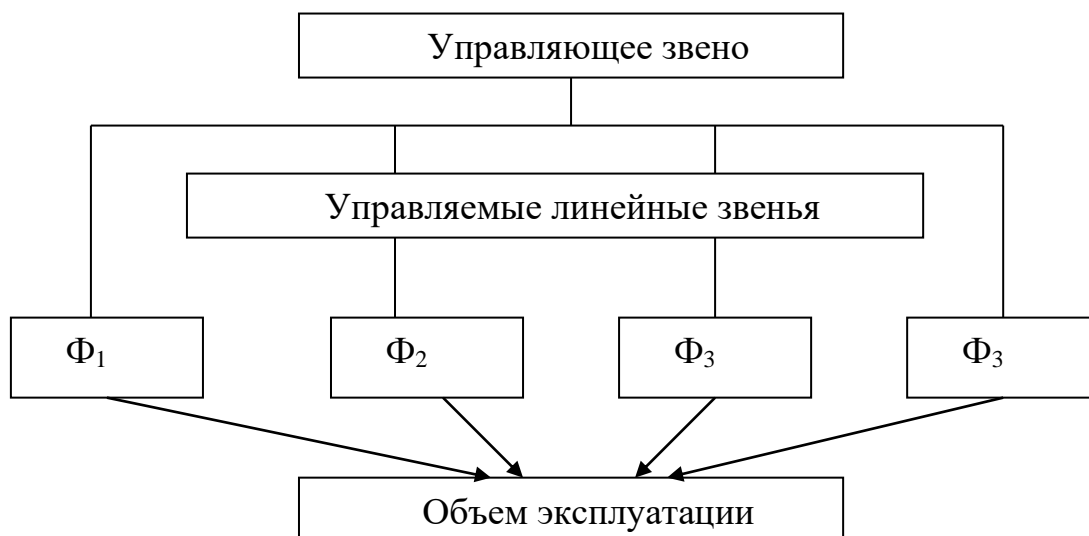 Управляющее звено
Управляемые линейные звенья
Ф₁ Ф₂ Ф₃ Ф₃
Объем эксплуатации